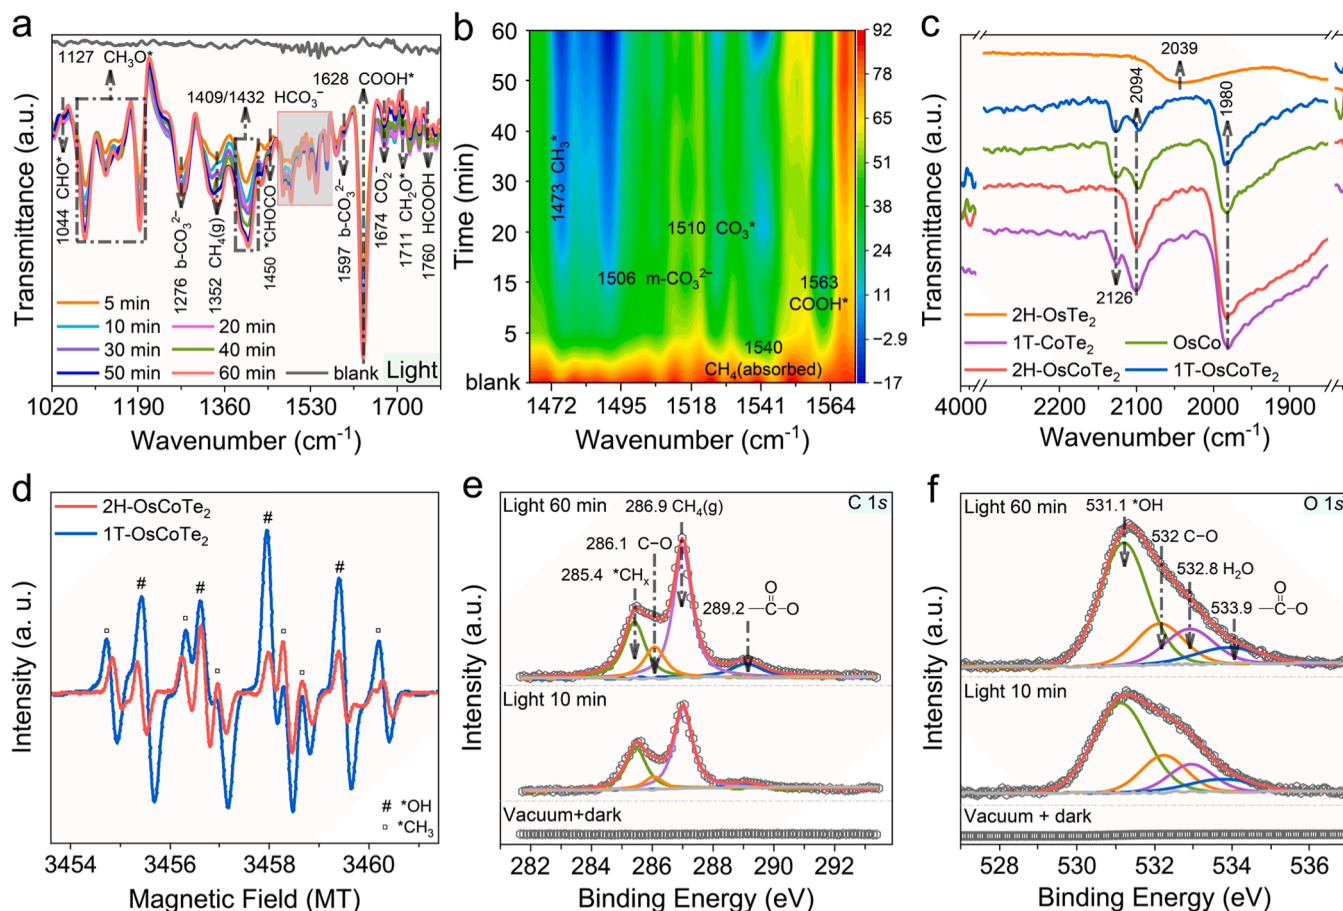 a
1127 CH₃O*
1628 COOH*
1409/1432 HCO₃⁻
1044 CHO*
1276 b-CO₃²⁻
1352 CH₄(g)
1450 *CHOCO
1597 b-CO₃²⁻
1674 CO₂⁻
1711 CH₂O*
1760 HCOOH
5 min
10 min
20 min
30 min
40 min
50 min
60 min
blank
Light
Transmittance (a.u.)
1020 1190 1360 1530 1700
Wavenumber (cm⁻¹)
b
60
50
40
30
20
15
5
blank
Time (min)
1473 CH₃*
1510 CO₃*
1506 m-CO₃²⁻
1563
COOH*
1540
CH₄(absorbed)
1472 1495 1518 1541 1564
Wavenumber (cm⁻¹)
92
78
65
51
38
24
11
−2.9
−17
c
2039
2094
1980
2126
2H-OsTe₂
1T-CoTe₂
OsCo
2H-OsCoTe₂
1T-OsCoTe₂
Transmittance (a.u.)
4000 2200 2100 2000 1900
Wavenumber (cm⁻¹)
d
2H-OsCoTe₂
1T-OsCoTe₂
#
#
#
#
# *OH
▫ *CH₃
Intensity (a. u.)
3454 3456 3458 3460
Magnetic Field (MT)
e
Light 60 min
C 1s
286.9 CH₄(g)
286.1 C−O
285.4 *CHₓ
O
289.2 —C−O
Light 10 min
Vacuum+dark
Intensity (a.u.)
282 284 286 288 290 292
Binding Energy (eV)
f
Light 60 min
O 1s
531.1 *OH
532 C−O
532.8 H₂O
O
533.9 —C−O
Light 10 min
Vacuum + dark
Intensity (a.u.)
528 530 532 534 536
Binding Energy (eV)